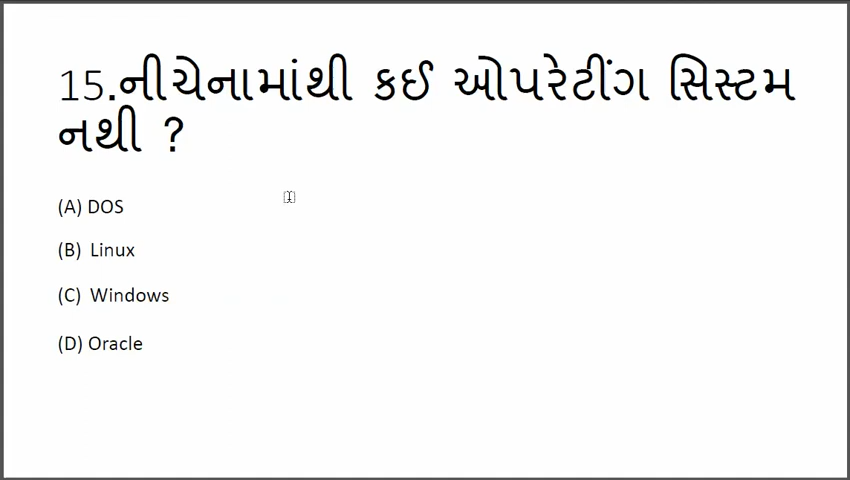 15.નીચેનામાંથી કઈ ઓપરેટીંગ સિસ્ટમ
નથી ?
(A) DOS
(B) Linux
(C) Windows
(D) Oracle